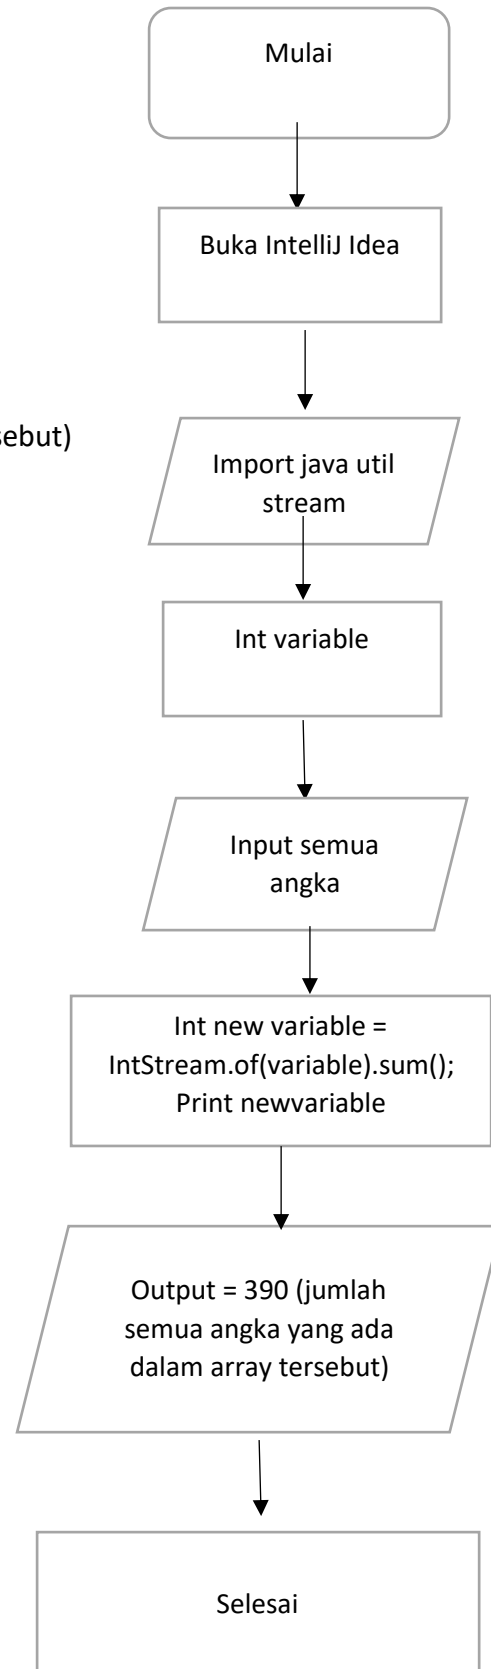 Mulai
Buka IntelliJ Idea
sebut)
Import java util
stream
Int variable
Input semua
angka
Int new variable =
IntStream.of(variable).sum();
Print newvariable
Output = 390 (jumlah
semua angka yang ada
dalam array tersebut)
Selesai